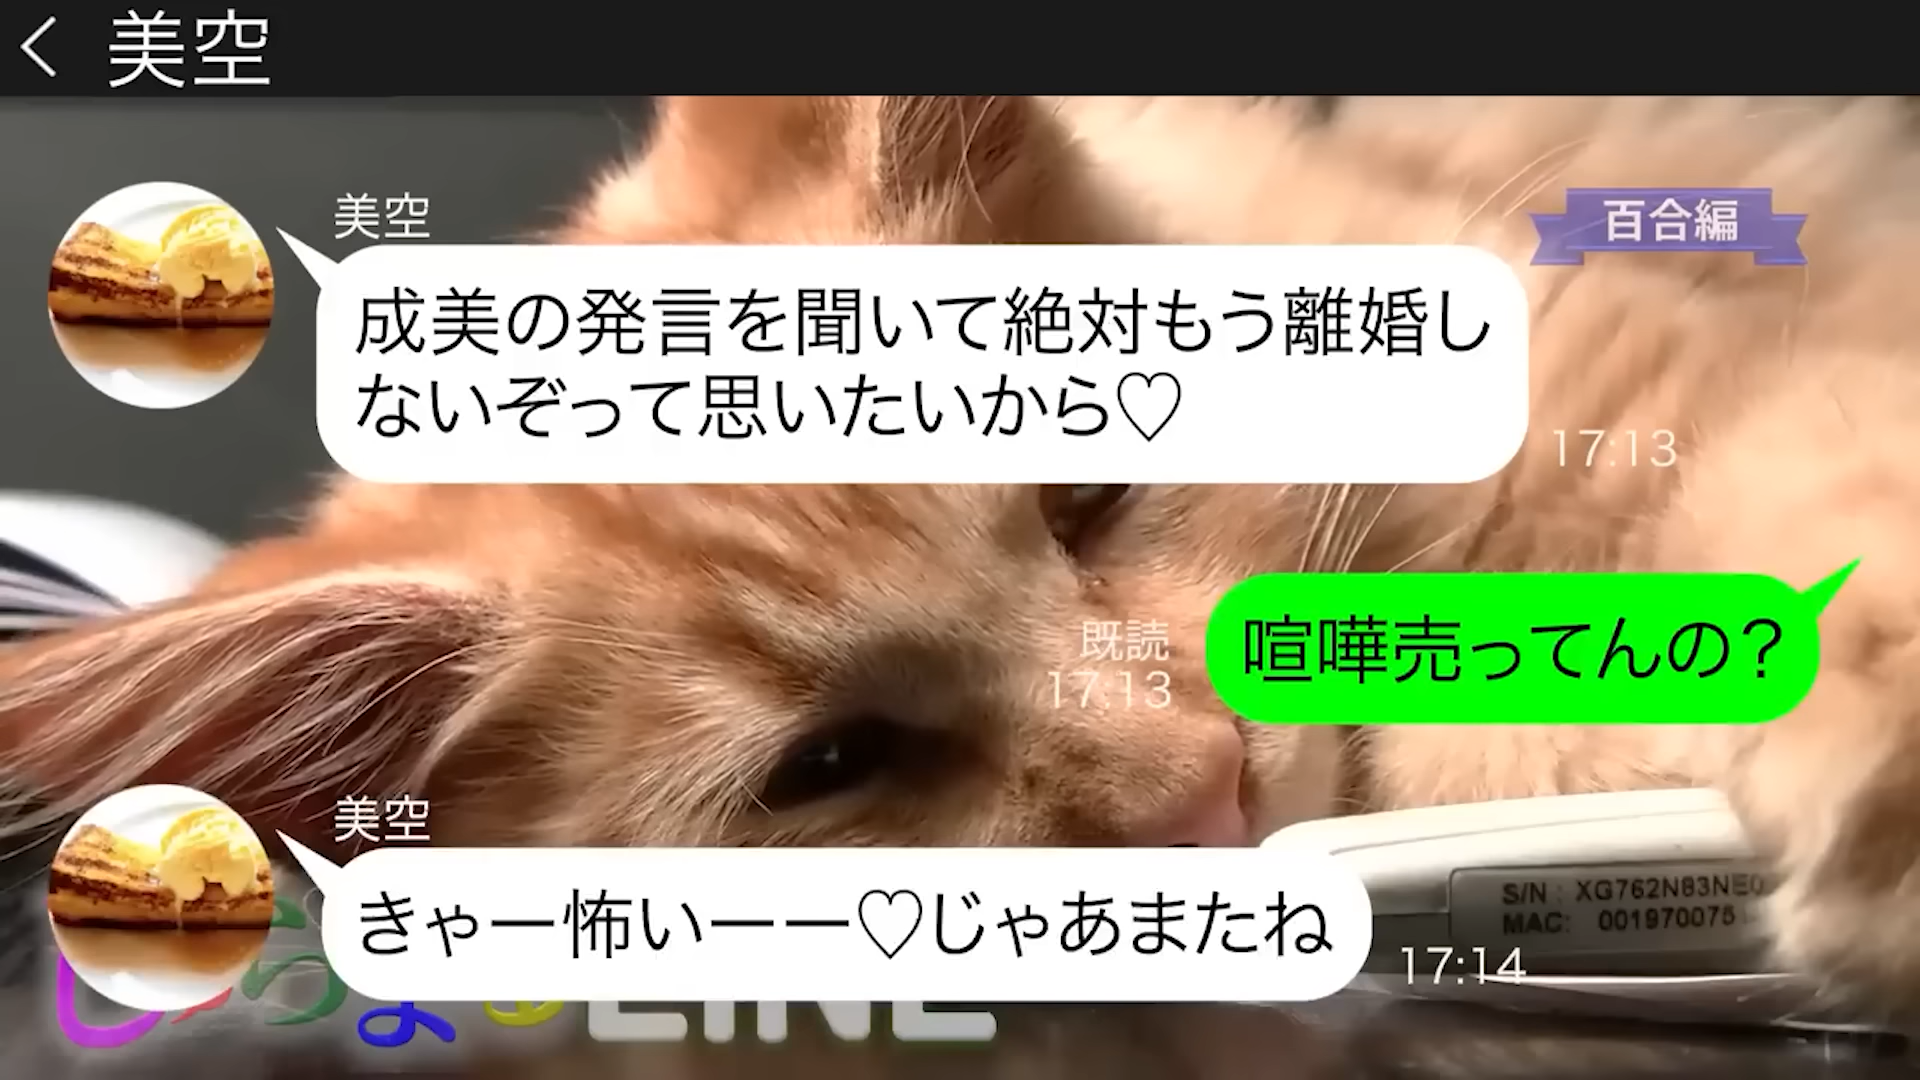 美空
美空
百合編
成美の発言を聞いて絶対もう離婚し
ないぞって思いたいから♡
17:13
喧嘩売ってんの？
既読
17:13
美空
きゃー怖いーー♡じゃあまたね
17:14
S/N : XG762N83NE0
MAC: 001970075
LINE